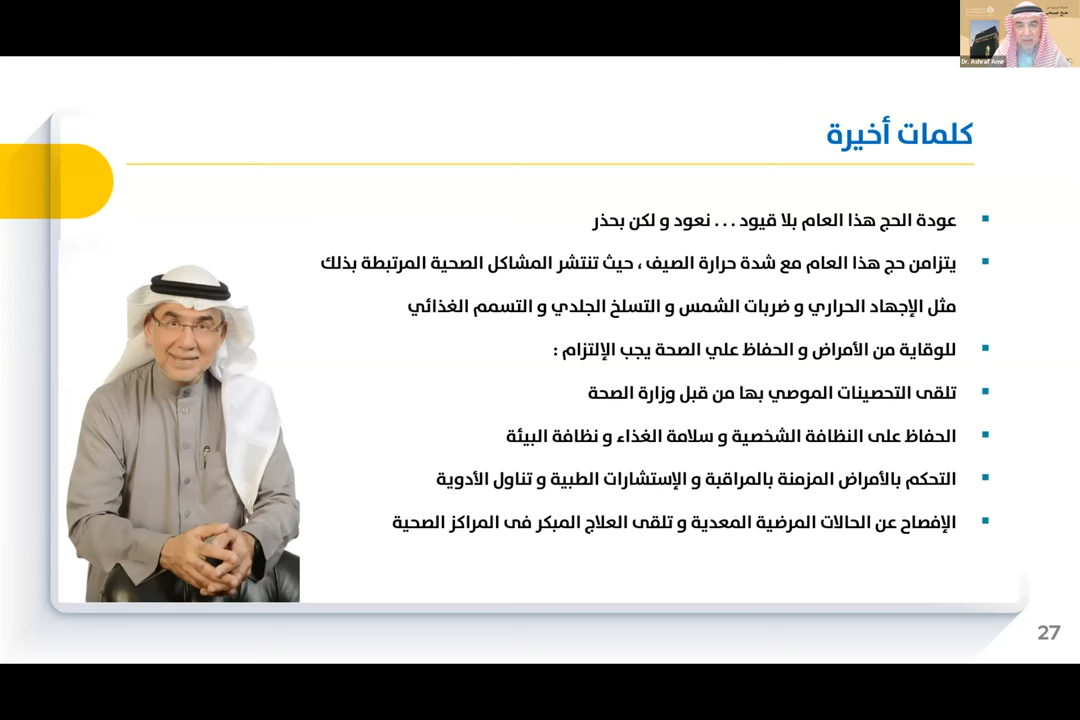 Dr. Ashraf Amir
كلمات أخيرة
عودة الحج هذا العام بلا قيود . . . نعود و لكن بحذر
يتزامن حج هذا العام مع شدة حرارة الصيف ، حيث تنتشر المشاكل الصحية المرتبطة بذلك
مثل الإجهاد الحراري و ضربات الشمس و التسلخ الجلدي و التسمم الغذائي
للوقاية من الأمراض و الحفاظ علي الصحة يجب الإلتزام :
تلقى التحصينات الموصي بها من قبل وزارة الصحة
الحفاظ على النظافة الشخصية و سلامة الغذاء و نظافة البيئة
التحكم بالأمراض المزمنة بالمراقبة و الإستشارات الطبية و تناول الأدوية
الإفصاح عن الحالات المرضية المعدية و تلقى العلاج المبكر فى المراكز الصحية
27